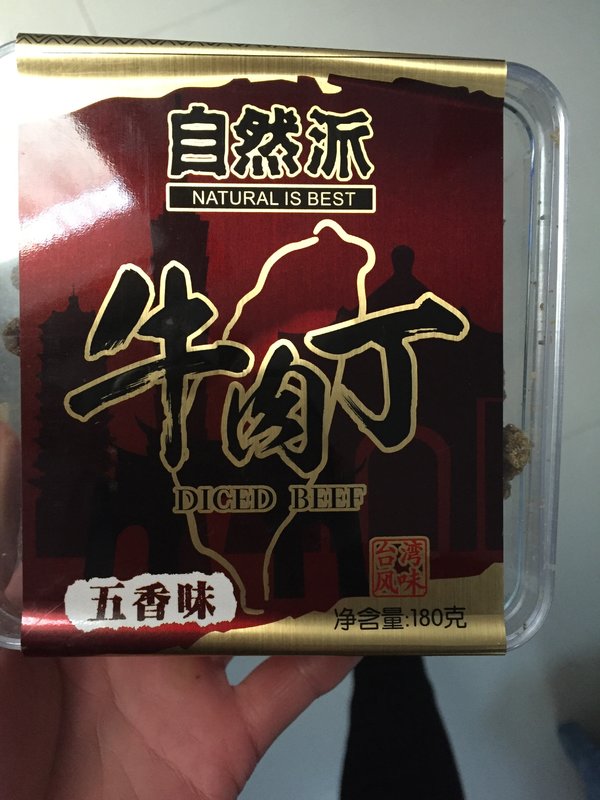 自然派
NATURAL IS BEST
牛肉丁
DICED BEEF
台湾
风味
五香味
净含量:180克